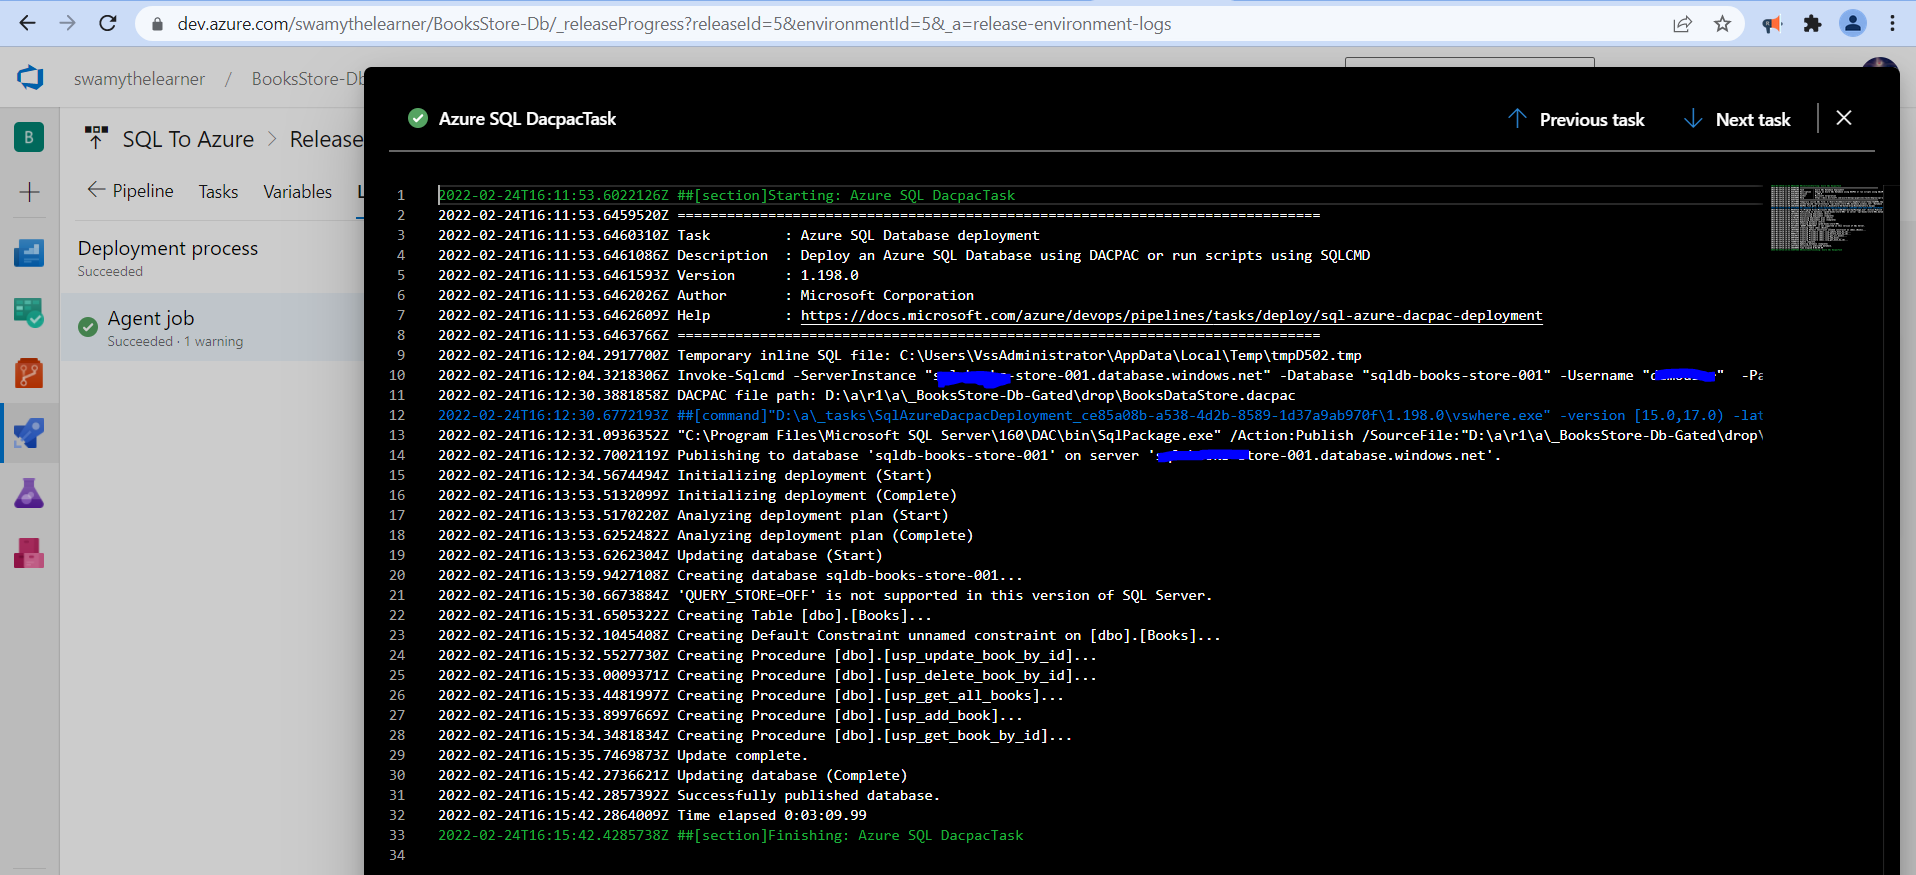 dev.azure.com/swamythelearner/BooksStore-Db/_releaseProgress?releaseId=5&environmentId=5&_a=release-environment-logs
swamythelearner / BooksStore-Db
B
SQL To Azure > Release
Pipeline Tasks Variables
Deployment process
Succeeded
Agent job
Succeeded · 1 warning
Azure SQL DacpacTask
Previous task Next task
1 2022-02-24T16:11:53.6022126Z ##[section]Starting: Azure SQL DacpacTask
2 2022-02-24T16:11:53.6459520Z ==============================================================================
3 2022-02-24T16:11:53.6460310Z Task         : Azure SQL Database deployment
4 2022-02-24T16:11:53.6461086Z Description  : Deploy an Azure SQL Database using DACPAC or run scripts using SQLCMD
5 2022-02-24T16:11:53.6461593Z Version      : 1.198.0
6 2022-02-24T16:11:53.6462026Z Author       : Microsoft Corporation
7 2022-02-24T16:11:53.6462609Z Help         : https://docs.microsoft.com/azure/devops/pipelines/tasks/deploy/sql-azure-dacpac-deployment
8 2022-02-24T16:11:53.6463766Z ==============================================================================
9 2022-02-24T16:12:04.2917700Z Temporary inline SQL file: C:\Users\VssAdministrator\AppData\Local\Temp\tmpD502.tmp
10 2022-02-24T16:12:04.3218306Z Invoke-Sqlcmd -ServerInstance "-store-001.database.windows.net" -Database "sqldb-books-store-001" -Username "" -Pa
11 2022-02-24T16:12:30.3881858Z DACPAC file path: D:\a\r1\a\_BooksStore-Db-Gated\drop\BooksDataStore.dacpac
12 2022-02-24T16:12:30.6772193Z ##[command]"D:\a\_tasks\SqlAzureDacpacDeployment_ce85a08b-a538-4d2b-8589-1d37a9ab970f\1.198.0\vswhere.exe" -version [15.0,17.0) -lat
13 2022-02-24T16:12:31.0936352Z "C:\Program Files\Microsoft SQL Server\160\DAC\bin\SqlPackage.exe" /Action:Publish /SourceFile:"D:\a\r1\a\_BooksStore-Db-Gated\drop\
14 2022-02-24T16:12:32.7002119Z Publishing to database 'sqldb-books-store-001' on server 'tore-001.database.windows.net'.
15 2022-02-24T16:12:34.5674494Z Initializing deployment (Start)
16 2022-02-24T16:13:53.5132099Z Initializing deployment (Complete)
17 2022-02-24T16:13:53.5170220Z Analyzing deployment plan (Start)
18 2022-02-24T16:13:53.6252482Z Analyzing deployment plan (Complete)
19 2022-02-24T16:13:53.6262304Z Updating database (Start)
20 2022-02-24T16:13:59.9427108Z Creating database sqldb-books-store-001...
21 2022-02-24T16:15:30.6673884Z 'QUERY_STORE=OFF' is not supported in this version of SQL Server.
22 2022-02-24T16:15:31.6505322Z Creating Table [dbo].[Books]...
23 2022-02-24T16:15:32.1045408Z Creating Default Constraint unnamed constraint on [dbo].[Books]...
24 2022-02-24T16:15:32.5527730Z Creating Procedure [dbo].[usp_update_book_by_id]...
25 2022-02-24T16:15:33.0009371Z Creating Procedure [dbo].[usp_delete_book_by_id]...
26 2022-02-24T16:15:33.4481997Z Creating Procedure [dbo].[usp_get_all_books]...
27 2022-02-24T16:15:33.8997669Z Creating Procedure [dbo].[usp_add_book]...
28 2022-02-24T16:15:34.3481834Z Creating Procedure [dbo].[usp_get_book_by_id]...
29 2022-02-24T16:15:35.7469873Z Update complete.
30 2022-02-24T16:15:42.2736621Z Updating database (Complete)
31 2022-02-24T16:15:42.2857392Z Successfully published database.
32 2022-02-24T16:15:42.2864009Z Time elapsed 0:03:09.99
33 2022-02-24T16:15:42.4285738Z ##[section]Finishing: Azure SQL DacpacTask
34